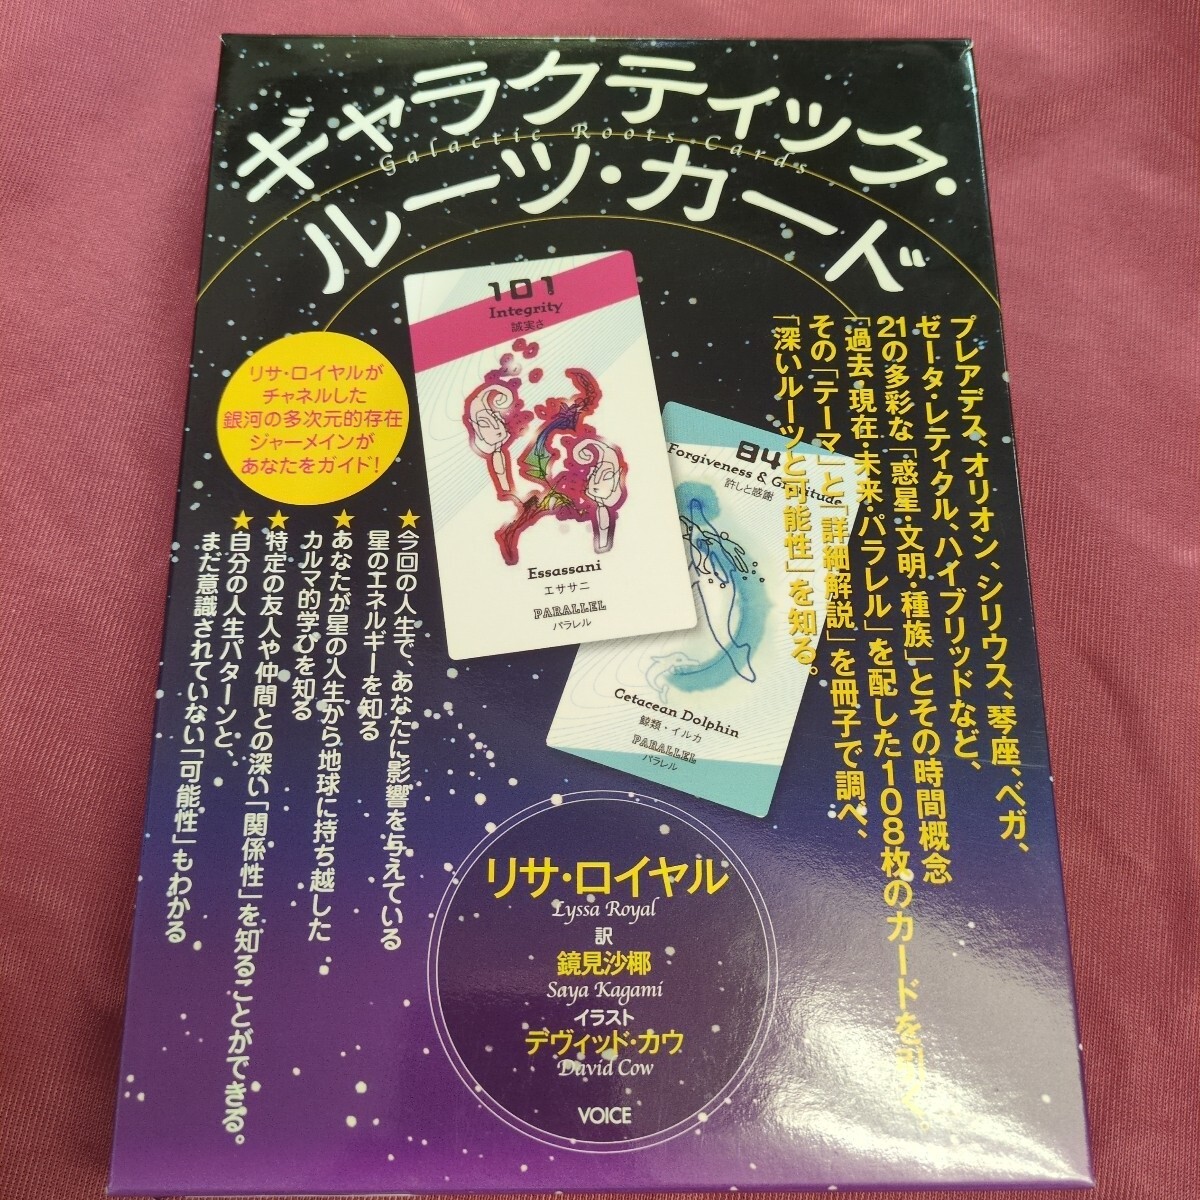 ギャラクティック・
Galactic Roots Cards
ルーツ・カード
プレアデス、オリオン、シリウス、琴座、ベガ、
ゼータ・レティクル、ハイブリッドなど、
21の多彩な「惑星・文明・種族」とその時間概念
「過去・現在・未来・パラレル」を配した108枚のカードを引く。
その「テーマ」と「詳細解説」を冊子で調べ、
「深いルーツと可能性」を知る。
101
Integrity
誠実さ
Essassani
エササニ
PARALLEL
パラレル
84
Forgiveness & Gratitude
許しと感謝
Cetacean Dolphin
鯨類・イルカ
PARALLEL
パラレル
リサ・ロイヤルが
チャネルした
銀河の多次元的存在
ジャーメインが
あなたをガイド!
★今回の人生で、あなたに影響を与えている
星のエネルギーを知る
★あなたが星の人生から地球に持ち越した
カルマ的学びを知る
★特定の友人や仲間との深い「関係性」を知ることができる。
★自分の人生パターンと、
まだ意識されていない「可能性」もわかる
リサ・ロイヤル
Lyssa Royal
訳
鏡見沙椰
Saya Kagami
イラスト
デヴィッド・カウ
David Cow
VOICE